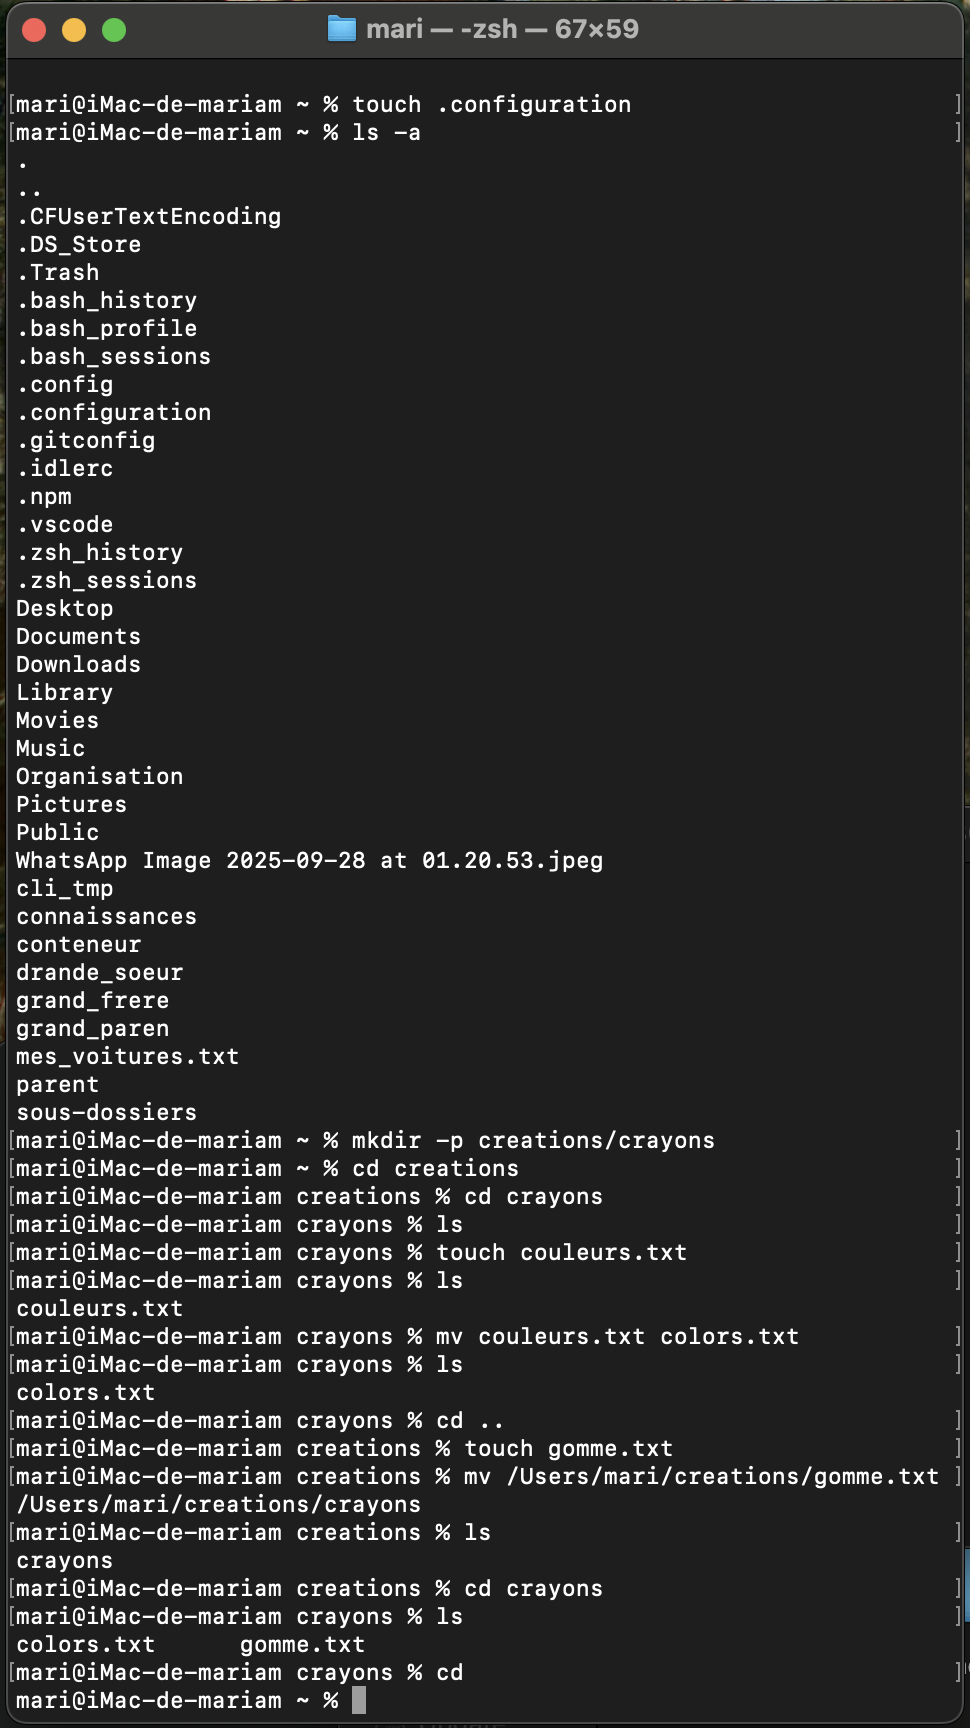 mari — -zsh — 67×59
[mari@iMac-de-mariam ~ % touch .configuration ]
[mari@iMac-de-mariam ~ % ls -a ]
.
..
.CFUserTextEncoding
.DS_Store
.Trash
.bash_history
.bash_profile
.bash_sessions
.config
.configuration
.gitconfig
.idlerc
.npm
.vscode
.zsh_history
.zsh_sessions
Desktop
Documents
Downloads
Library
Movies
Music
Organisation
Pictures
Public
WhatsApp Image 2025-09-28 at 01.20.53.jpeg
cli_tmp
connaissances
conteneur
drande_soeur
grand_frere
grand_paren
mes_voitures.txt
parent
sous-dossiers
[mari@iMac-de-mariam ~ % mkdir -p creations/crayons ]
[mari@iMac-de-mariam ~ % cd creations ]
[mari@iMac-de-mariam creations % cd crayons ]
[mari@iMac-de-mariam crayons % ls ]
[mari@iMac-de-mariam crayons % touch couleurs.txt ]
[mari@iMac-de-mariam crayons % ls ]
couleurs.txt
[mari@iMac-de-mariam crayons % mv couleurs.txt colors.txt ]
[mari@iMac-de-mariam crayons % ls ]
colors.txt
[mari@iMac-de-mariam crayons % cd .. ]
[mari@iMac-de-mariam creations % touch gomme.txt ]
[mari@iMac-de-mariam creations % mv /Users/mari/creations/gomme.txt ]
/Users/mari/creations/crayons
[mari@iMac-de-mariam creations % ls ]
crayons
[mari@iMac-de-mariam creations % cd crayons ]
[mari@iMac-de-mariam crayons % ls ]
colors.txt gomme.txt
[mari@iMac-de-mariam crayons % cd ]
mari@iMac-de-mariam ~ %